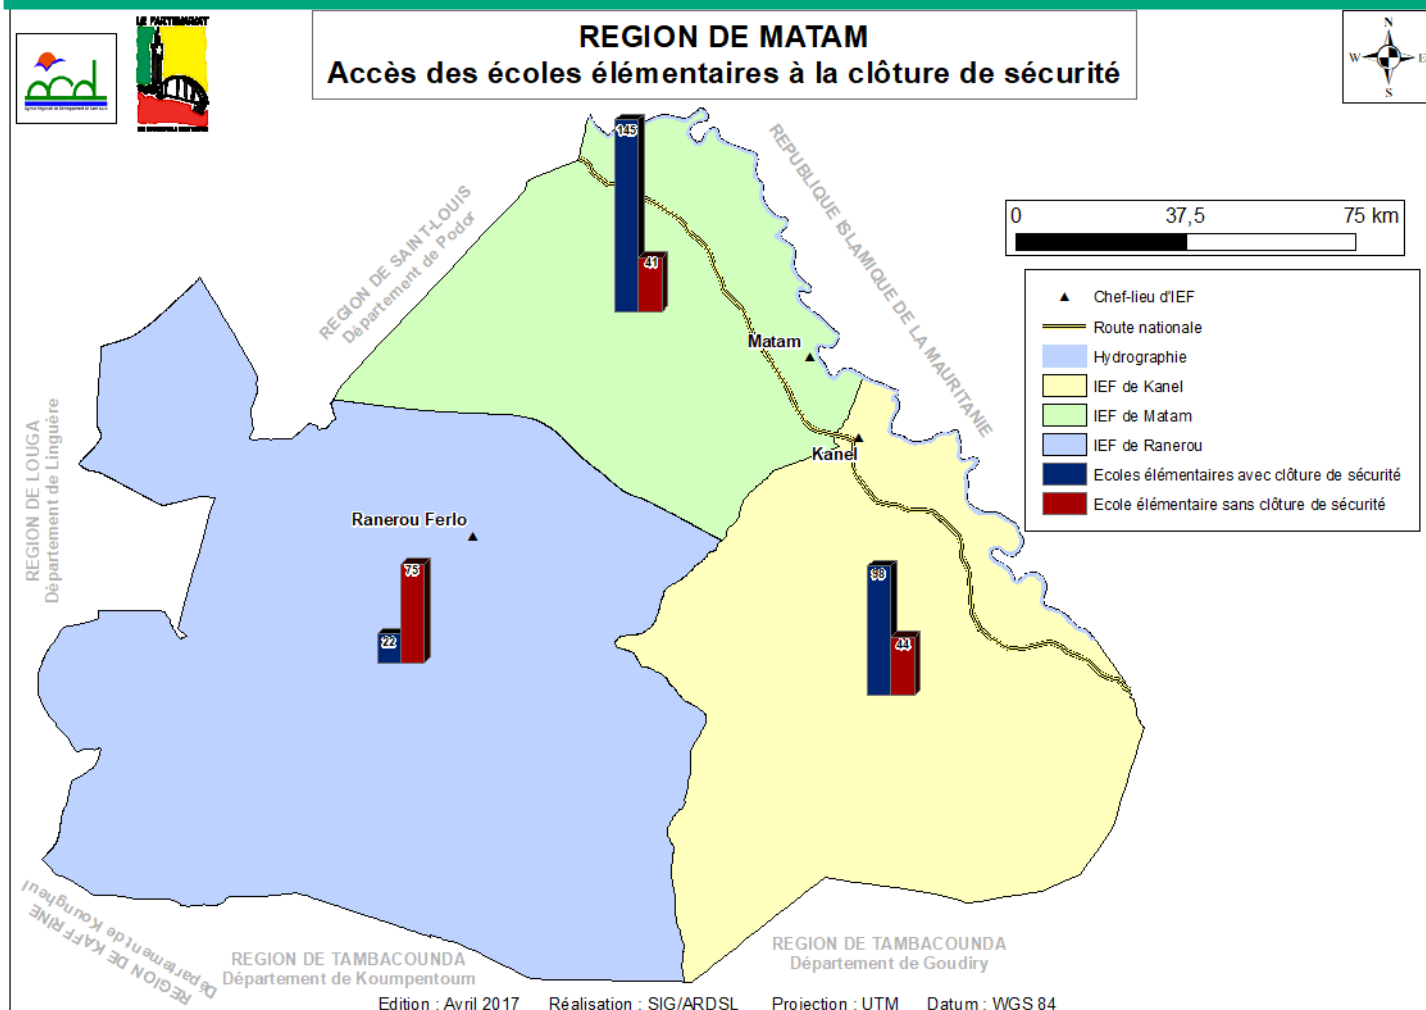 LE PARTENARIAT
REGION DE MATAM
Accès des écoles élémentaires à la clôture de sécurité
N
W
E
S
0
37,5
75 km
Chef-lieu d'IEF
Route nationale
Hydrographie
IEF de Kanel
IEF de Matam
IEF de Ranerou
Ecoles élémentaires avec clôture de sécurité
Ecole élémentaire sans clôture de sécurité
REGION DE SAINT-LOUIS
Département de Podor
REPUBLIQUE ISLAMIQUE DE LA MAURITANIE
145
41
Matam
Kanel
REGION DE LOUGA
Département de Linguére
Ranerou Ferlo
22
75
98
44
REGION DE KAFFRINE
Département de Koungheul
REGION DE TAMBACOUNDA
Département de Koumpentoum
REGION DE TAMBACOUNDA
Département de Goudiry
Edition : Avril 2017 Réalisation : SIG/ARDSL Projection : UTM Datum : WGS 84